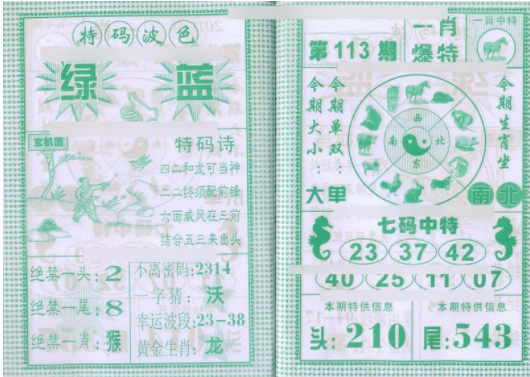 特码波色
绿 蓝
玄机图
特码诗
四二和龙可当神
二二终须配前锋
六面威风在三前
结合五三来出头
绝禁一头:2
绝禁一尾:8
绝禁一肖:猴
不离密码:2314
一字猜:沃
幸运波段:23-38
黄金生肖:龙
第113期
一肖
爆特
一肖中特
今期大小:
今期单双:
大单
西
南 北
东
今期生肖坐
南北
七码中特
23 37 42
40 25 11 07
本期特供信息
头:210
本期特供信息
尾:543